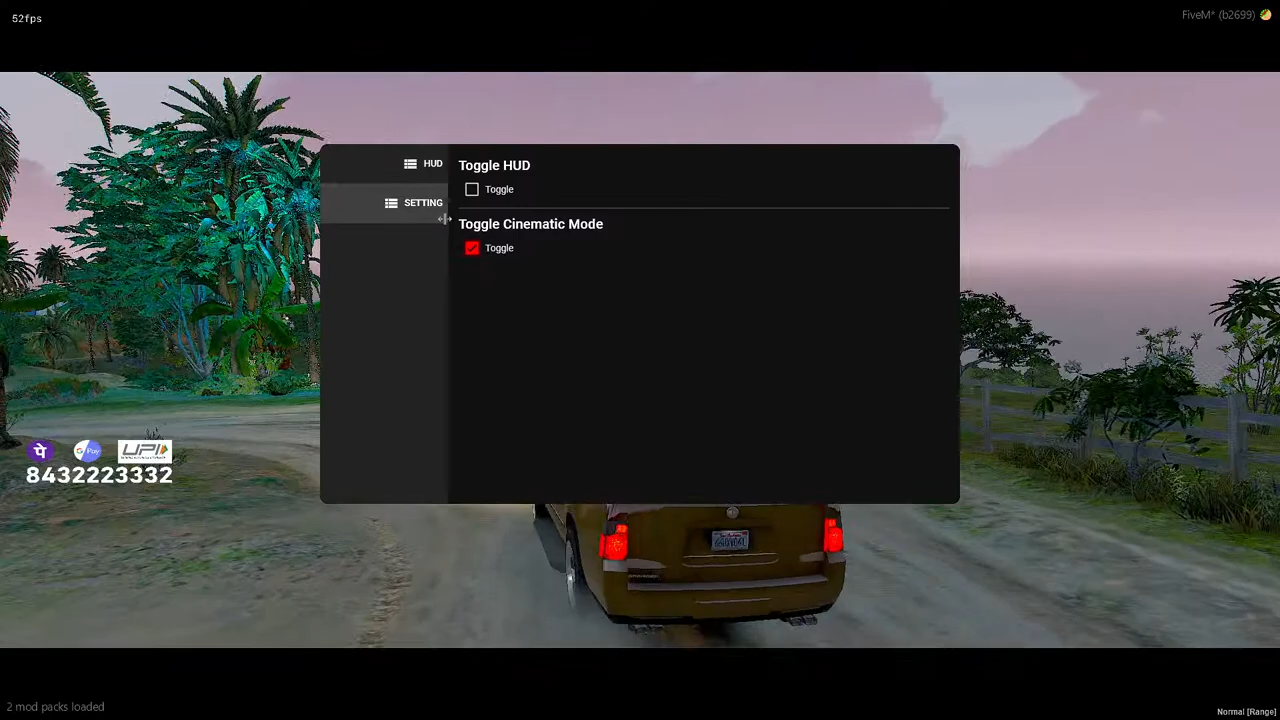 52fps
FiveM* (b2699)
HUD
Toggle HUD
Toggle
SETTING
Toggle Cinematic Mode
Toggle
पे
G Pay
UPI
8432223332
2 mod packs loaded
Normal [Range]